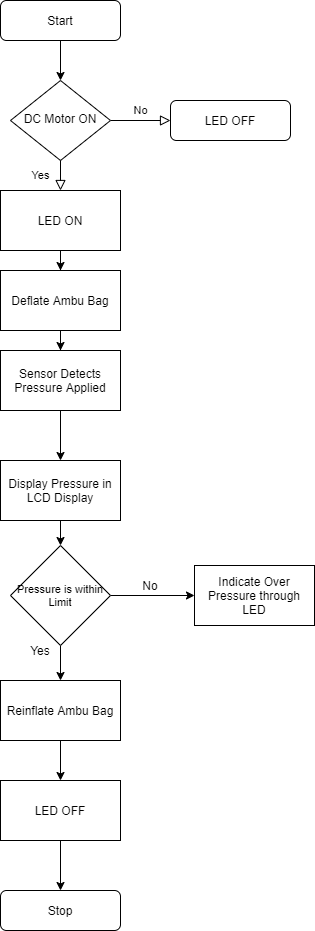 Start
DC Motor ON
No
LED OFF
Yes
LED ON
Deflate Ambu Bag
Sensor Detects
Pressure Applied
Display Pressure in
LCD Display
Pressure is within
Limit
No
Indicate Over
Pressure through
LED
Yes
Reinflate Ambu Bag
LED OFF
Stop